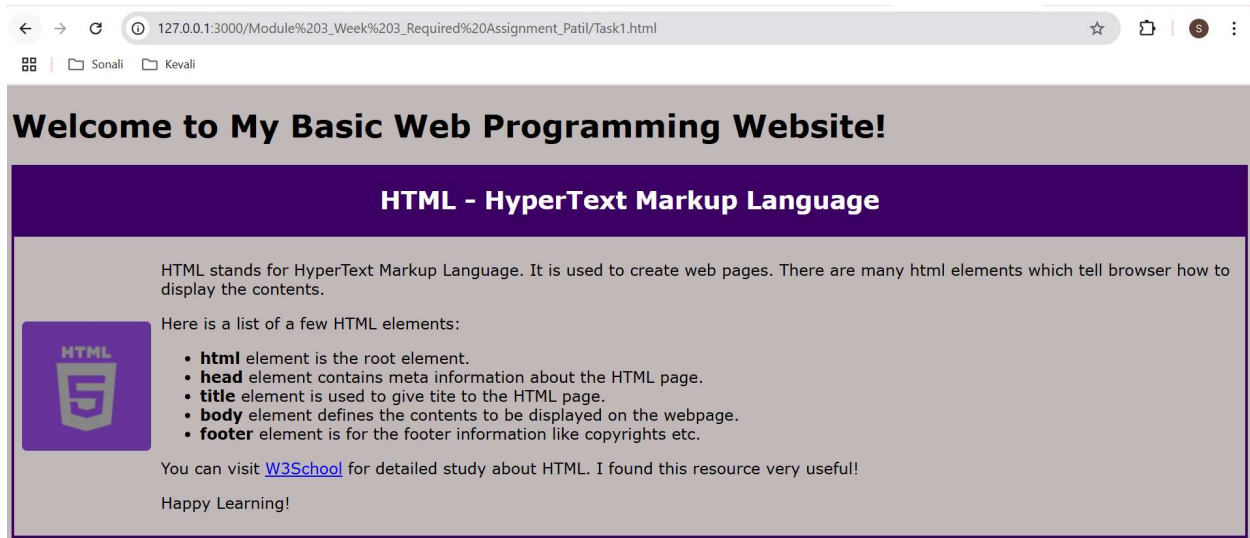 127.0.0.1:3000/Module%203_Week%203_Required%20Assignment_Patil/Task1.html
S
Sonali Kevali
Welcome to My Basic Web Programming Website!
HTML - HyperText Markup Language
HTML stands for HyperText Markup Language. It is used to create web pages. There are many html elements which tell browser how to
display the contents.
Here is a list of a few HTML elements:
HTML
5
• html element is the root element.
• head element contains meta information about the HTML page.
• title element is used to give tite to the HTML page.
• body element defines the contents to be displayed on the webpage.
• footer element is for the footer information like copyrights etc.
You can visit W3School for detailed study about HTML. I found this resource very useful!
Happy Learning!